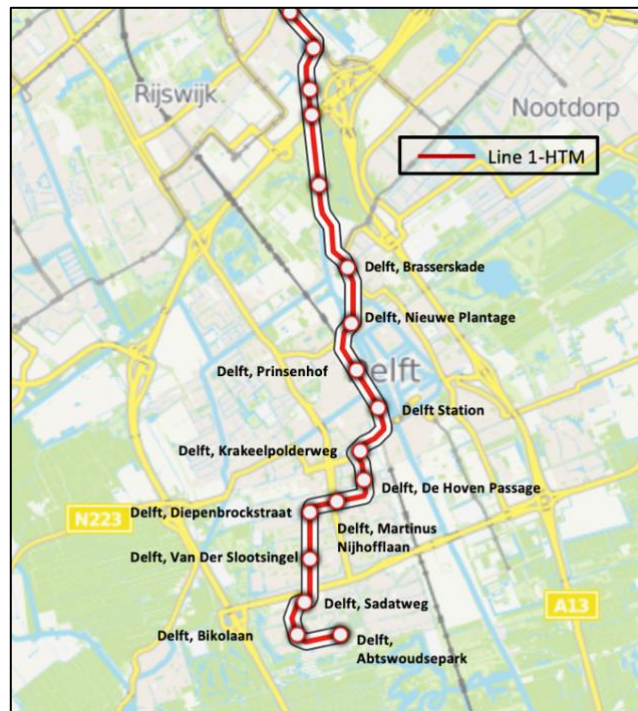 Rijswijk
Nootdorp
Line 1-HTM
Delft, Brasserskade
Delft, Nieuwe Plantage
Delft, Prinsenhof
elft
Delft Station
Delft, Krakeelpolderweg
Delft, De Hoven Passage
N223
Delft, Diepenbrockstraat
Delft, Martinus
Nijhofflaan
Delft, Van Der Slootsingel
Delft, Sadatweg
A13
Delft, Bikolaan
Delft,
Abtswoudsepark